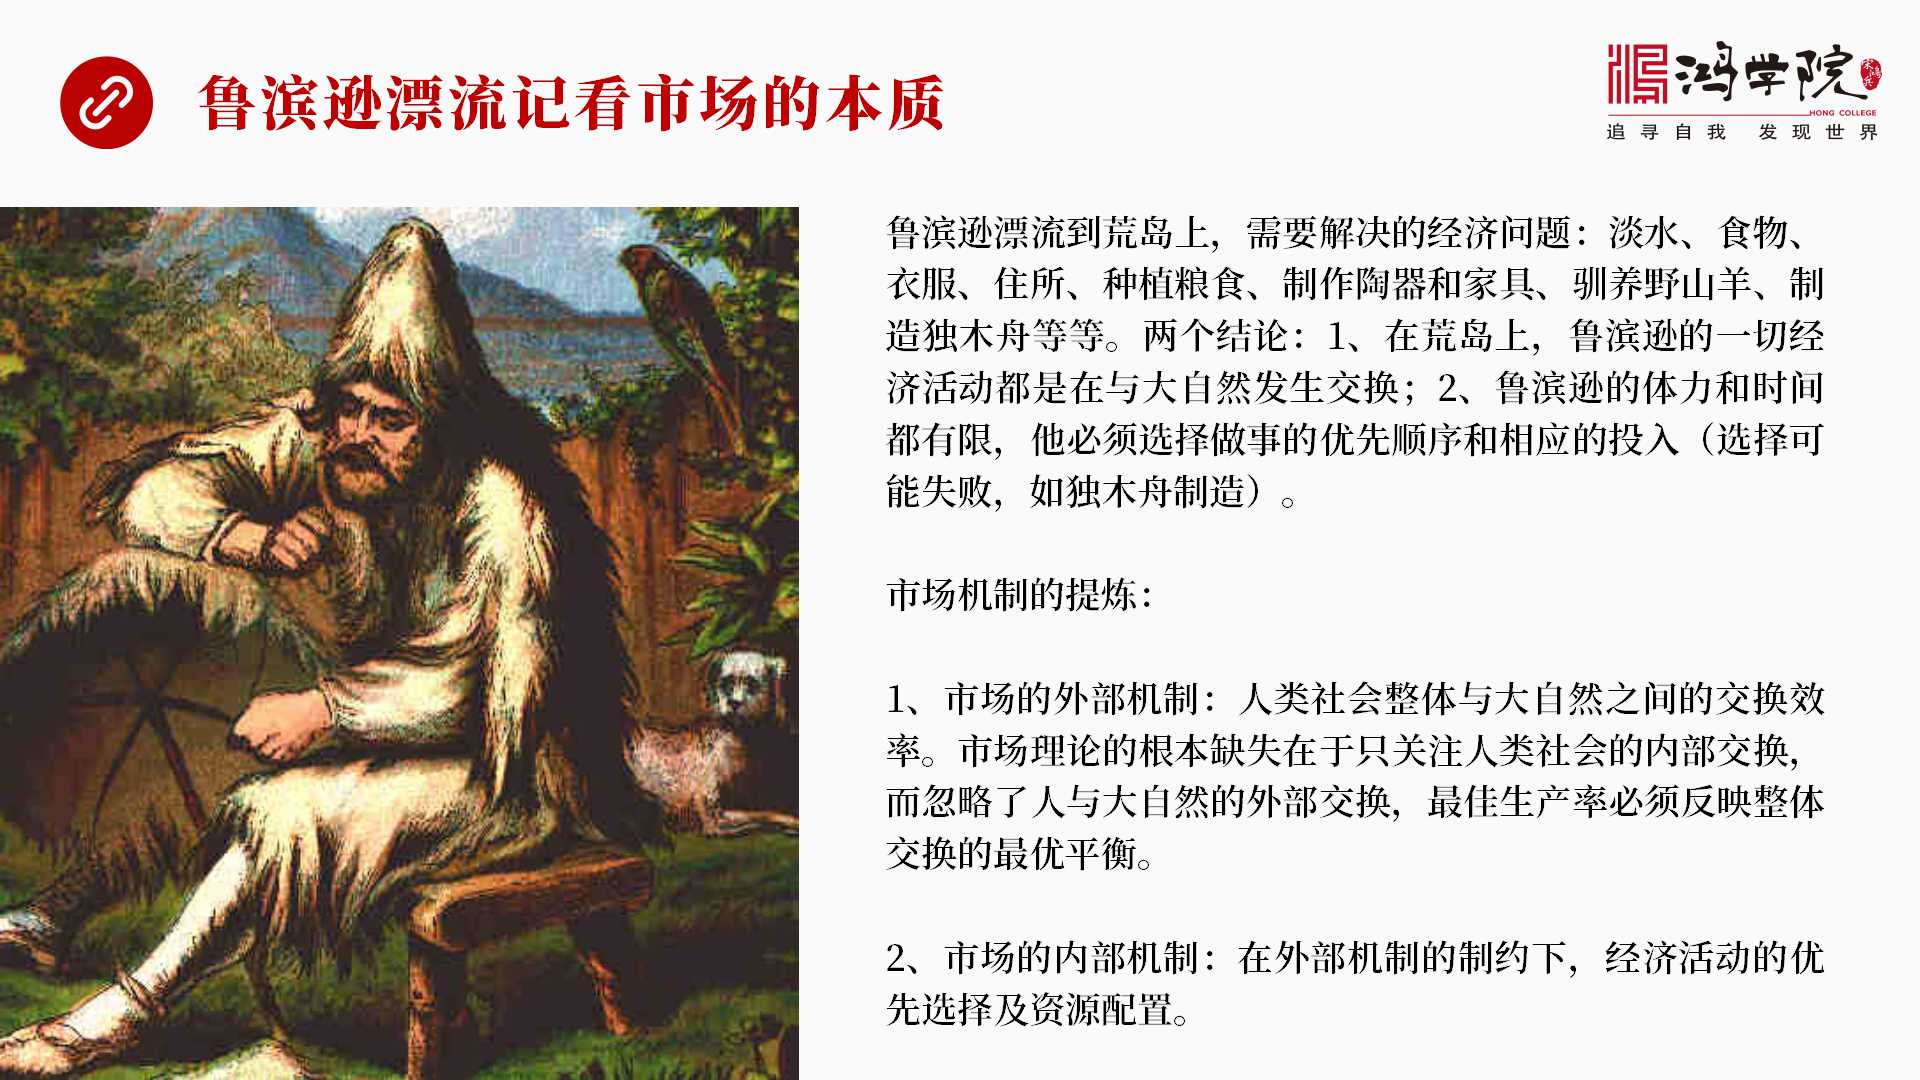 鲁滨逊漂流记看市场的本质
鸿学院
宋鸿兵
HONG COLLEGE
追寻自我 发现世界
鲁滨逊漂流到荒岛上，需要解决的经济问题：淡水、食物、
衣服、住所、种植粮食、制作陶器和家具、驯养野山羊、制
造独木舟等等。两个结论：1、在荒岛上，鲁滨逊的一切经
济活动都是在与大自然发生交换；2、鲁滨逊的体力和时间
都有限，他必须选择做事的优先顺序和相应的投入（选择可
能失败，如独木舟制造）。
市场机制的提炼：
1、市场的外部机制：人类社会整体与大自然之间的交换效
率。市场理论的根本缺失在于只关注人类社会的内部交换，
而忽略了人与大自然的外部交换，最佳生产率必须反映整体
交换的最优平衡。
2、市场的内部机制：在外部机制的制约下，经济活动的优
先选择及资源配置。